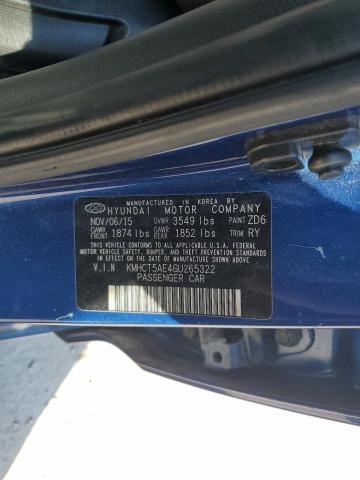 MANUFACTURED IN KOREA BY
HYUNDAI MOTOR COMPANY
NOV/06/15 GVWR 3549 lbs PAINT ZD6
GAWR FRONT 1874 lbs GAWR REAR 1852 lbs TRIM RY
THIS VEHICLE CONFORMS TO ALL APPLICABLE U.S.A. FEDERAL
MOTOR VEHICLE SAFETY, BUMPER, AND THEFT PREVENTION
STANDARDS IN EFFECT ON THE DATE OF MANUFACTURE SHOWN ABOVE.
V.I.N KMHCT5AE4GU265322
PASSENGER CAR